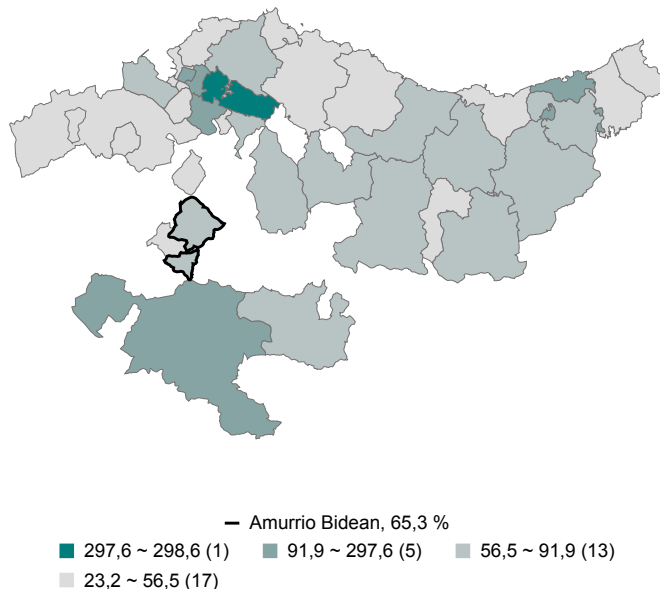 Amurrio Bidean, 65,3 %
297,6 ~ 298,6 (1) 91,9 ~ 297,6 (5) 56,5 ~ 91,9 (13)
23,2 ~ 56,5 (17)